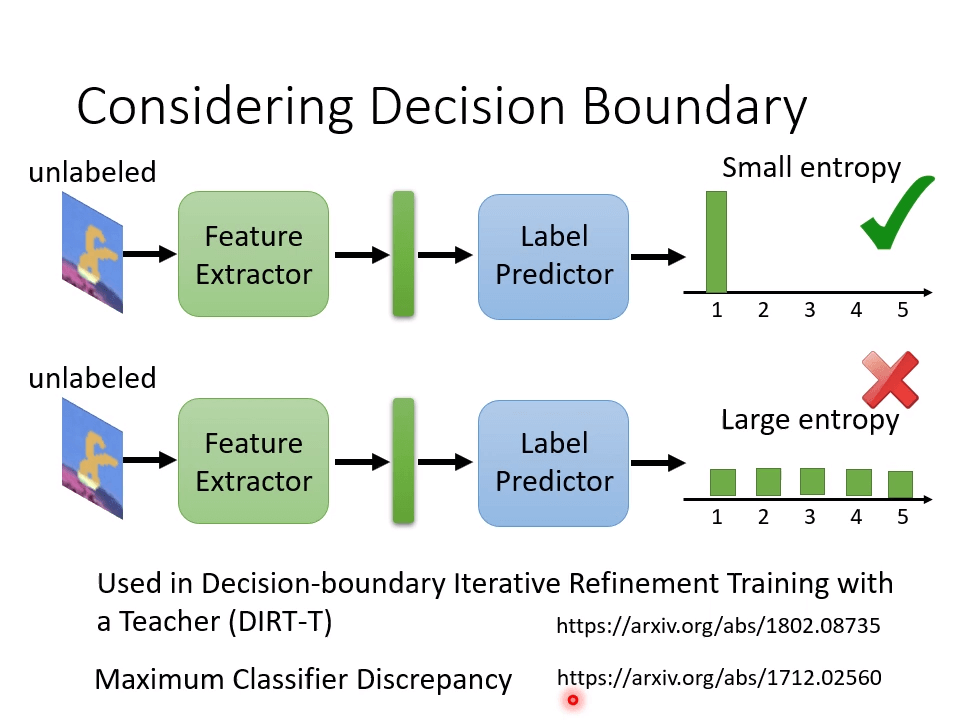 Considering Decision Boundary
unlabeled
Small entropy
Feature
Extractor
Label
Predictor
1 2 3 4 5
unlabeled
Large entropy
Feature
Extractor
Label
Predictor
1 2 3 4 5
Used in Decision-boundary Iterative Refinement Training with
a Teacher (DIRT-T)
https://arxiv.org/abs/1802.08735
Maximum Classifier Discrepancy
https://arxiv.org/abs/1712.02560